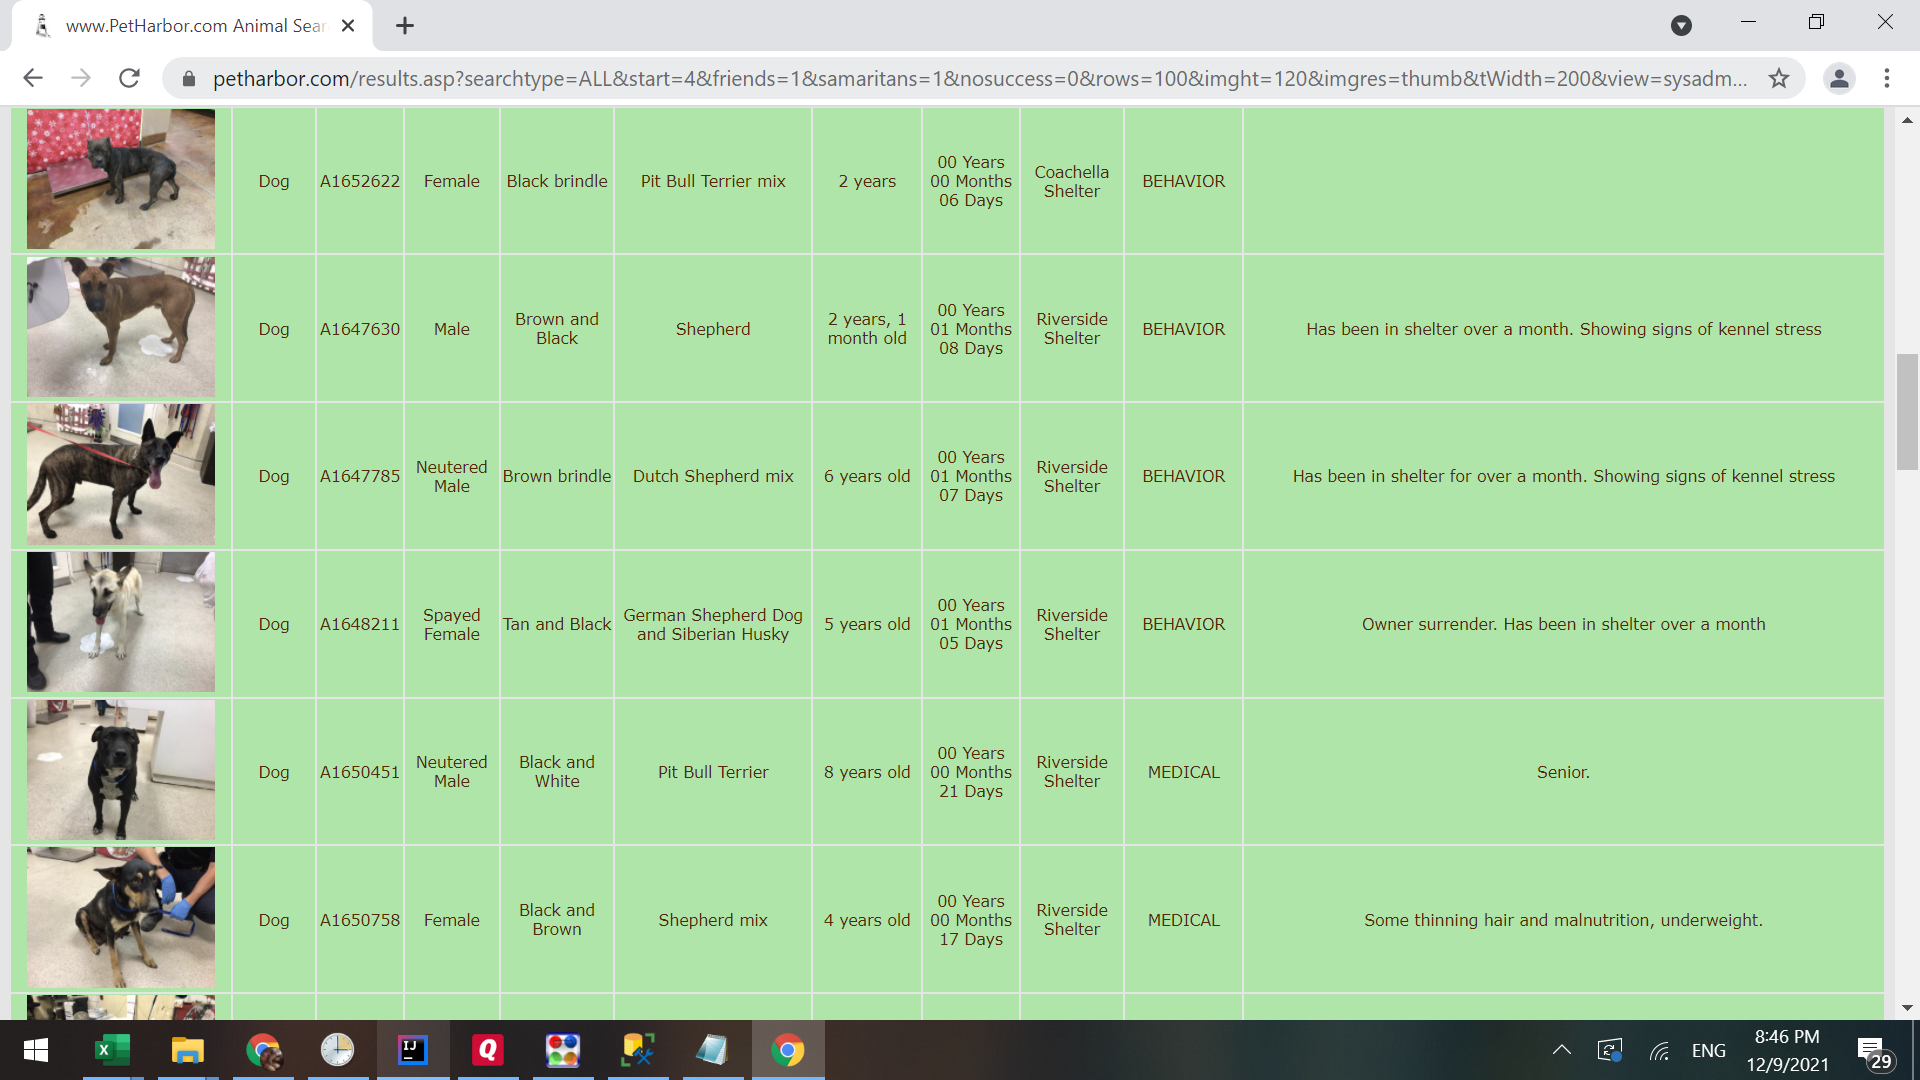 www.PetHarbor.com Animal Sear
petharbor.com/results.asp?searchtype=ALL&start=4&friends=1&samaritans=1&nosuccess=0&rows=100&imght=120&imgres=thumb&tWidth=200&view=sysadm...
Dog A1652622 Female Black brindle Pit Bull Terrier mix 2 years 00 Years 00 Months 06 Days Coachella Shelter BEHAVIOR
Dog A1647630 Male Brown and Black Shepherd 2 years, 1 month old 00 Years 01 Months 08 Days Riverside Shelter BEHAVIOR Has been in shelter over a month. Showing signs of kennel stress
Dog A1647785 Neutered Male Brown brindle Dutch Shepherd mix 6 years old 00 Years 01 Months 07 Days Riverside Shelter BEHAVIOR Has been in shelter for over a month. Showing signs of kennel stress
Dog A1648211 Spayed Female Tan and Black German Shepherd Dog and Siberian Husky 5 years old 00 Years 01 Months 05 Days Riverside Shelter BEHAVIOR Owner surrender. Has been in shelter over a month
Dog A1650451 Neutered Male Black and White Pit Bull Terrier 8 years old 00 Years 00 Months 21 Days Riverside Shelter MEDICAL Senior.
Dog A1650758 Female Black and Brown Shepherd mix 4 years old 00 Years 00 Months 17 Days Riverside Shelter MEDICAL Some thinning hair and malnutrition, underweight.
X
IJ
Q
ENG
8:46 PM
12/9/2021
29